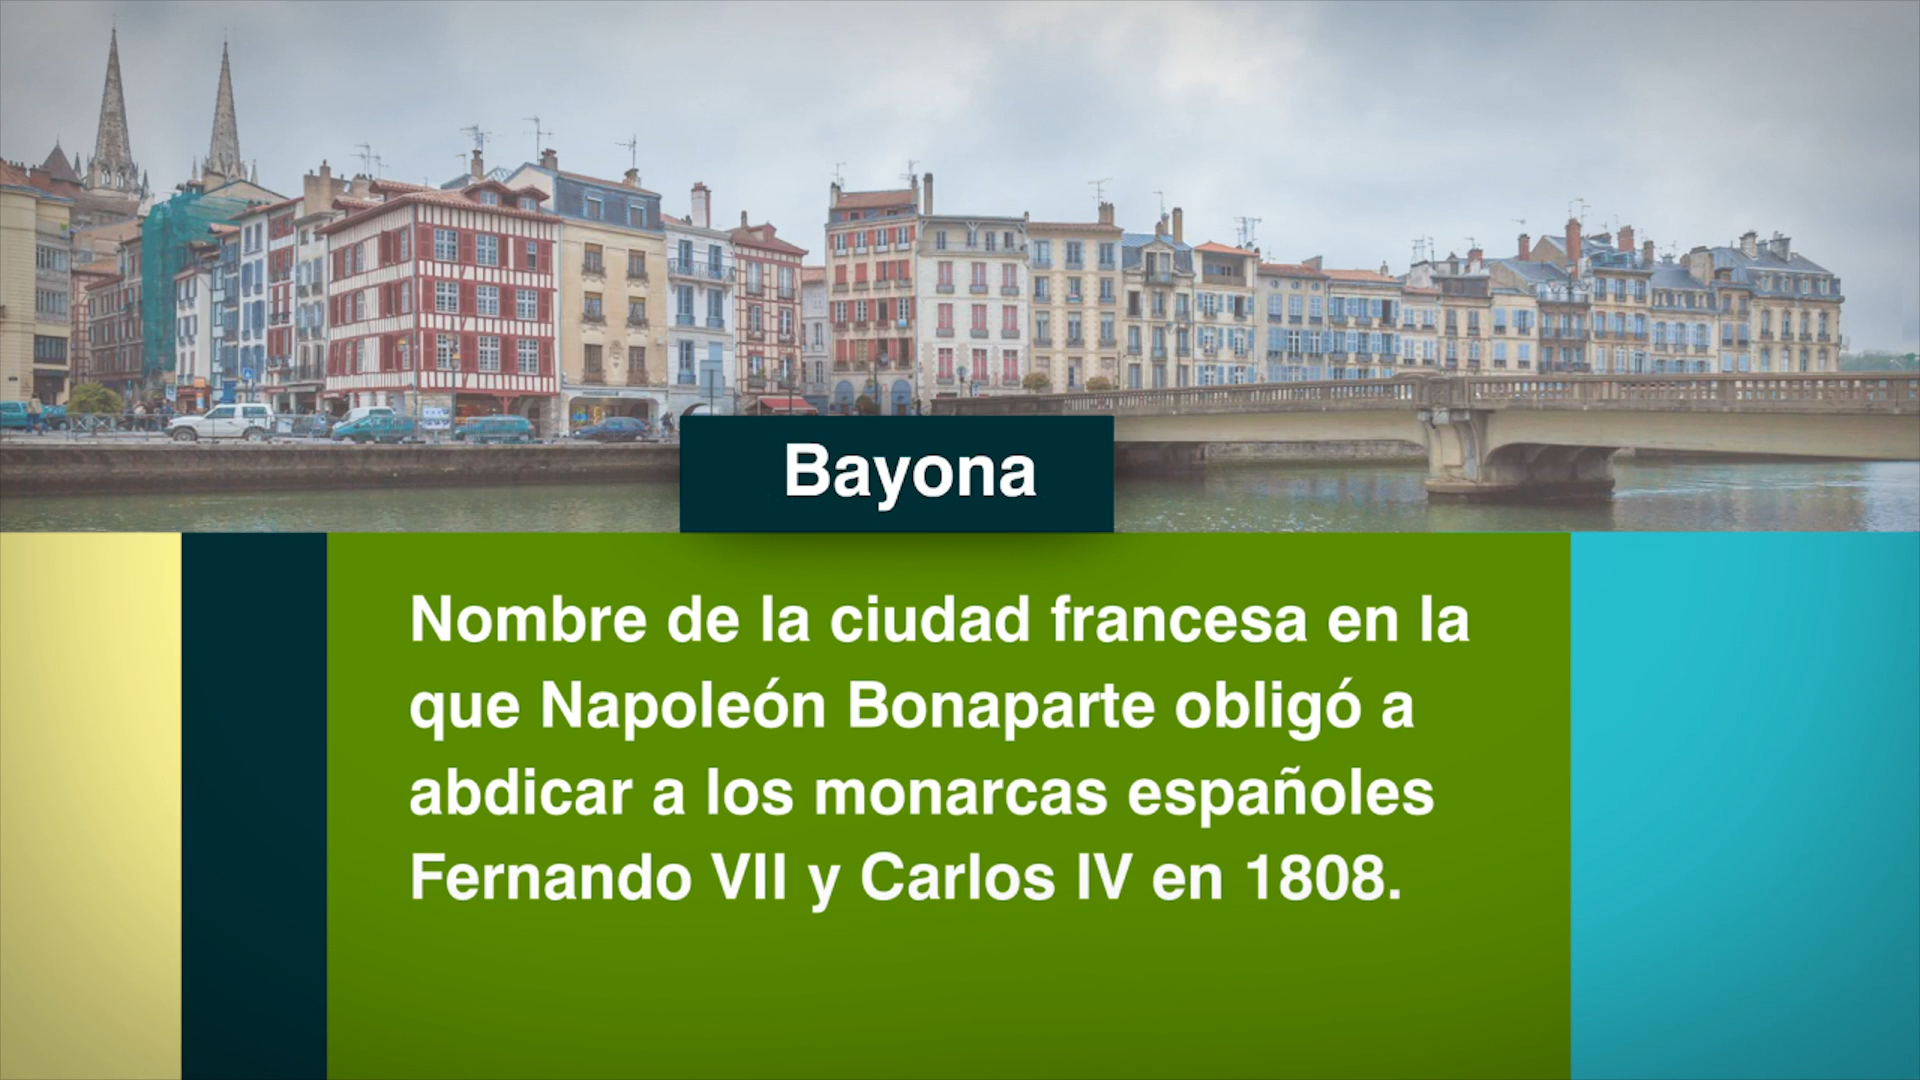 Bayona
Nombre de la ciudad francesa en la
que Napoleón Bonaparte obligó a
abdicar a los monarcas españoles
Fernando VII y Carlos IV en 1808.